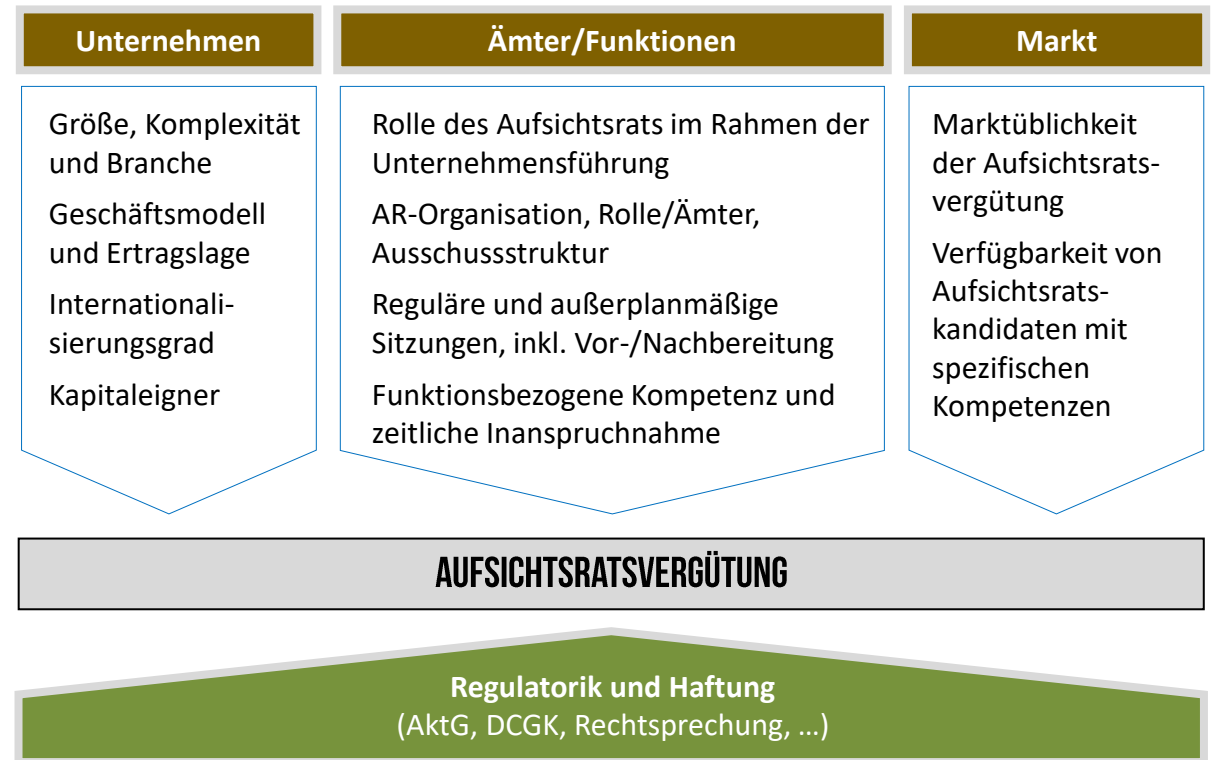 Unternehmen
Größe, Komplexität
und Branche
Geschäftsmodell
und Ertragslage
Internationali-
sierungsgrad
Kapitaleigner
Ämter/Funktionen
Rolle des Aufsichtsrats im Rahmen der
Unternehmensführung
AR-Organisation, Rolle/Ämter,
Ausschussstruktur
Reguläre und außerplanmäßige
Sitzungen, inkl. Vor-/Nachbereitung
Funktionsbezogene Kompetenz und
zeitliche Inanspruchnahme
Markt
Marktüblichkeit
der Aufsichtsrats-
vergütung
Verfügbarkeit von
Aufsichtsrats-
kandidaten mit
spezifischen
Kompetenzen
AUFSICHTSRATSVERGÜTUNG
Regulatorik und Haftung
(AktG, DCGK, Rechtsprechung, …)